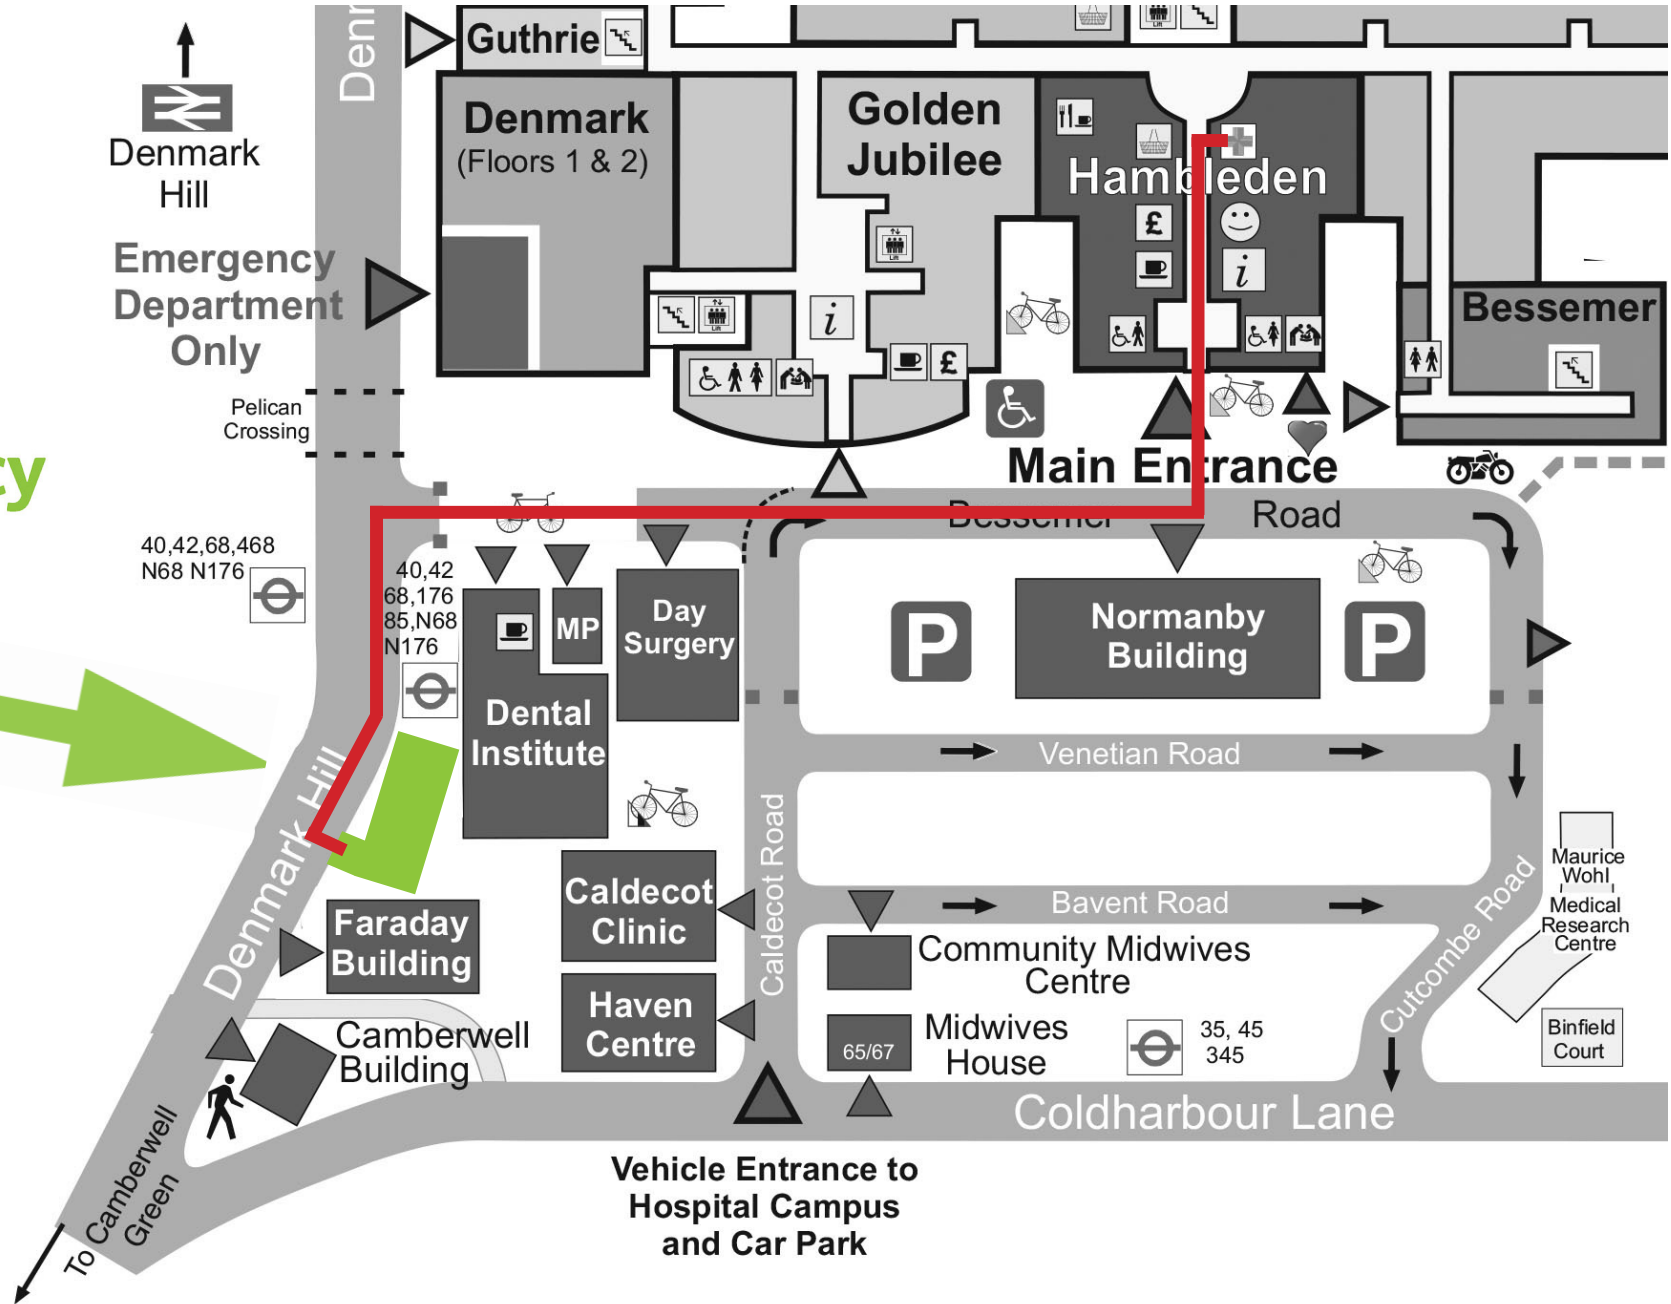 Denn
Guthrie
Denmark
Hill
Denmark
(Floors 1 & 2)
Golden
Jubilee
Hambleden
£
i
Emergency
Department
Only
Lift
Lift
i
£
Bessemer
Pelican
Crossing
Main Entrance
cy
Bessemer Road
40,42,68,468
N68 N176
40,42
68,176
85,N68
N176
MP
Day
Surgery
P
Normanby
Building
P
Dental
Institute
Venetian Road
Denmark Hill
Caldecot Road
Caldecot
Clinic
Bavent Road
Maurice
Wohl
Medical
Research
Centre
Cutcombe Road
Faraday
Building
Community Midwives
Centre
Haven
Centre
Midwives
House
65/67
35, 45
345
Binfield
Court
Camberwell
Building
Coldharbour Lane
To Camberwell
Green
Vehicle Entrance to
Hospital Campus
and Car Park